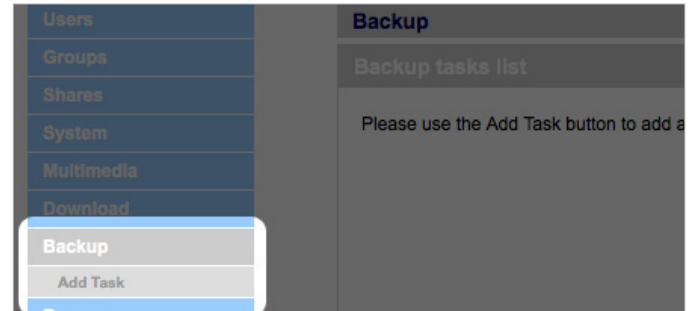 Users
Groups
Shares
System
Multimedia
Download
Backup
Add Task
Backup
Backup tasks list
Please use the Add Task button to add a